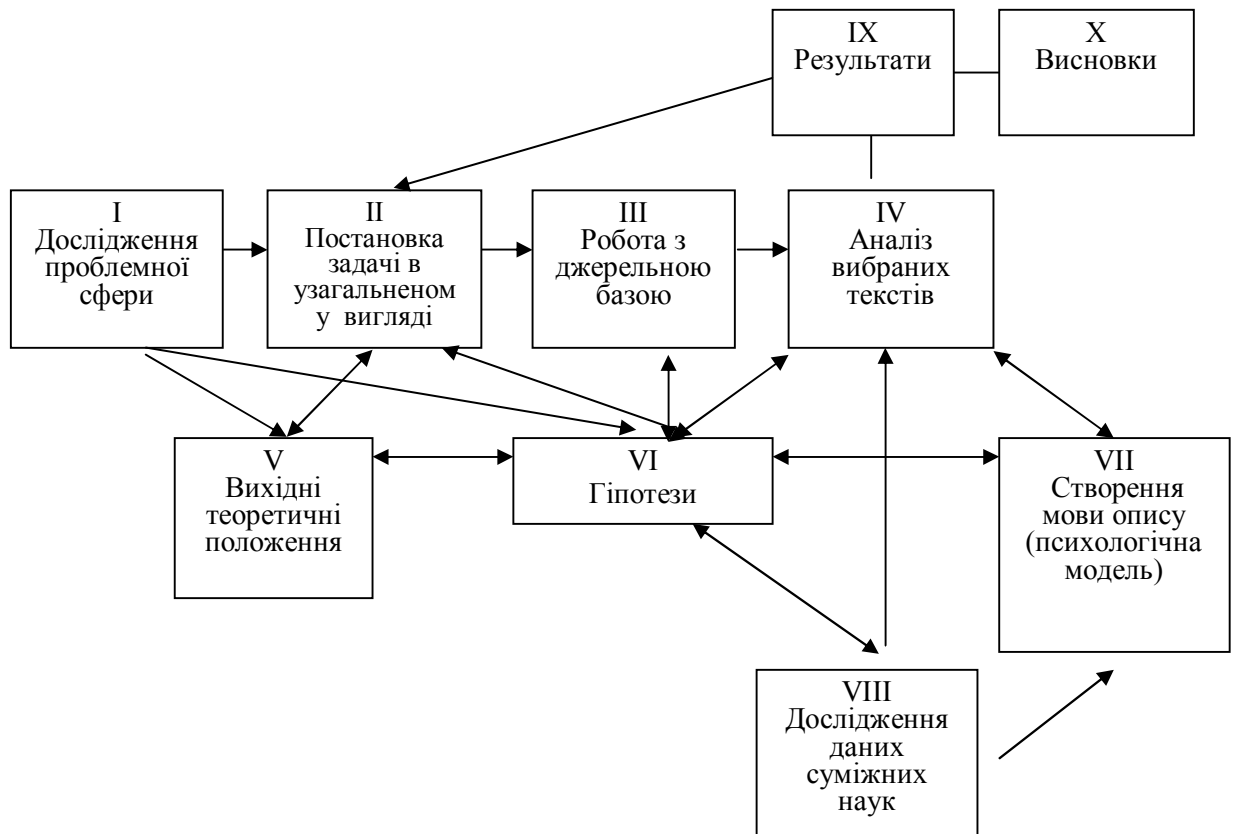 IX
Результати
X
Висновки
I
Дослідження
проблемної
сфери
II
Постановка
задачі в
узагальненом
у вигляді
III
Робота з
джерельною
базою
IV
Аналіз
вибраних
текстів
V
Вихідні
теоретичні
положення
VI
Гіпотези
VII
Створення
мови опису
(психологічна
модель)
VIII
Дослідження
даних
суміжних
наук